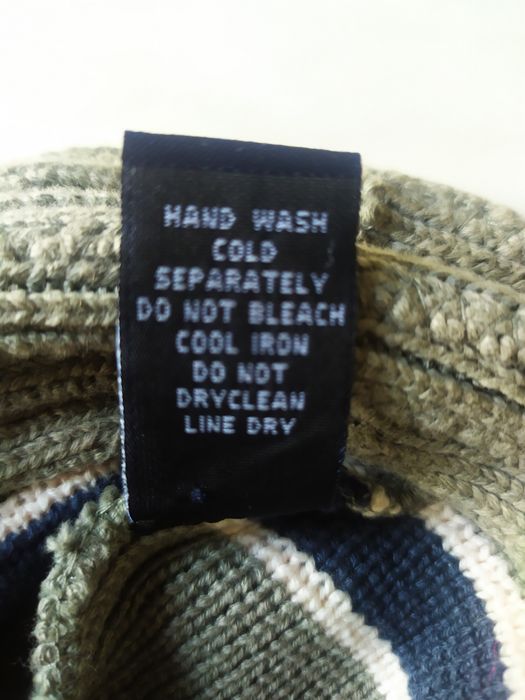 HAND WASH
COLD
SEPARATELY
DO NOT BLEACH
COOL IRON
DO NOT
DRYCLEAN
LINE DRY